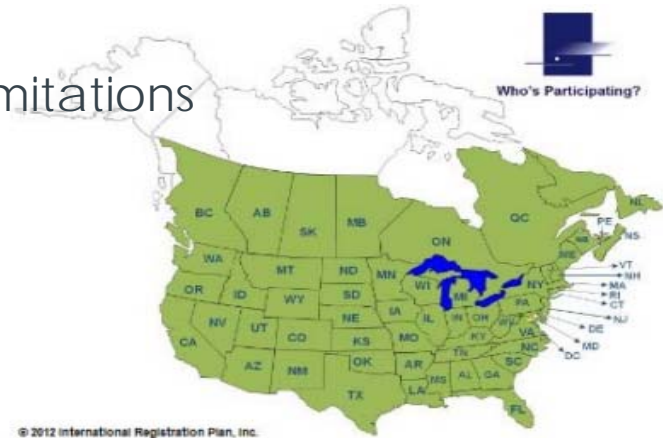 mitations
Who's Participating?
BC
AB
SK
MB
ON
QC
NL
PE
NB
NS
WA
MT
ND
MN
WI
MI
NY
ME
VT
NH
MA
RI
CT
NJ
DE
MD
DC
OR
ID
WY
SD
IA
NE
IL
IN
OH
PA
WV
VA
NV
UT
CO
KS
MO
KY
NC
CA
AZ
NM
OK
AR
TN
SC
TX
LA
MS
AL
GA
FL
© 2012 International Registration Plan, Inc.